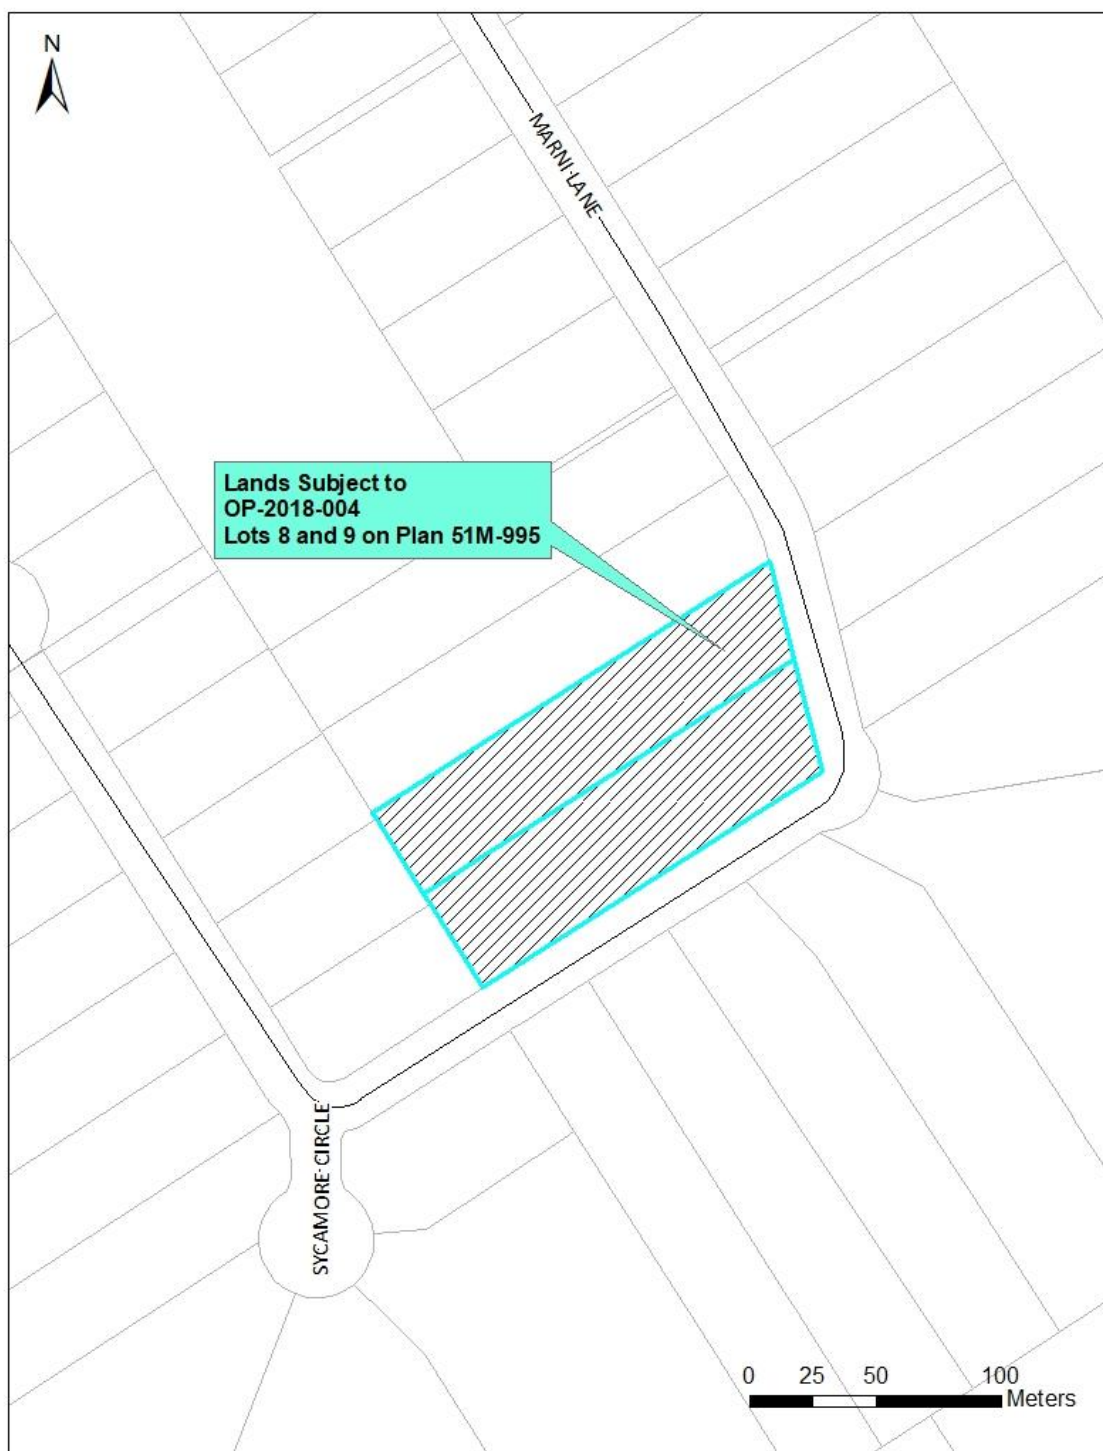 N
MARNI LANE
Lands Subject to
OP-2018-004
Lots 8 and 9 on Plan 51M-995
SYCAMORE CIRCLE
0 25 50 100
Meters